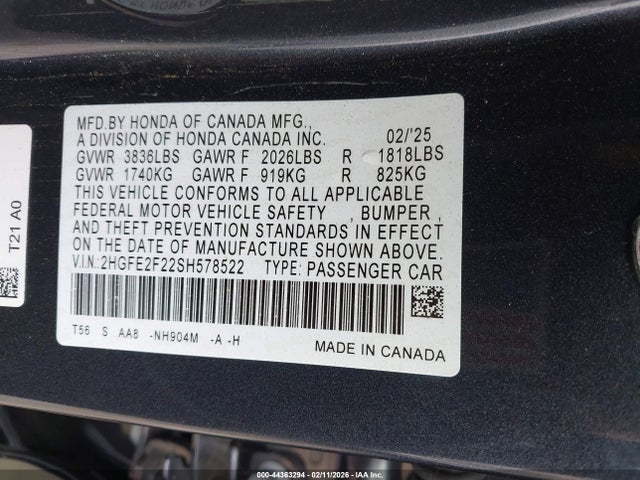 MFD.BY HONDA OF CANADA MFG.,
A DIVISION OF HONDA CANADA INC. 02/'25
GVWR 3836LBS GAWR F 2026LBS R 1818LBS
GVWR 1740KG GAWR F 919KG R 825KG
THIS VEHICLE CONFORMS TO ALL APPLICABLE
FEDERAL MOTOR VEHICLE SAFETY , BUMPER ,
AND THEFT PREVENTION STANDARDS IN EFFECT
ON THE DATE OF MANUFACTURE SHOWN ABOVE.
V.I.N.:2HGFE2F22SH578522 TYPE: PASSENGER CAR
T56 S AA8 -NH904M -A -H
MADE IN CANADA
T21 A0
000-44363294 - 02/11/2026 - IAA Inc.